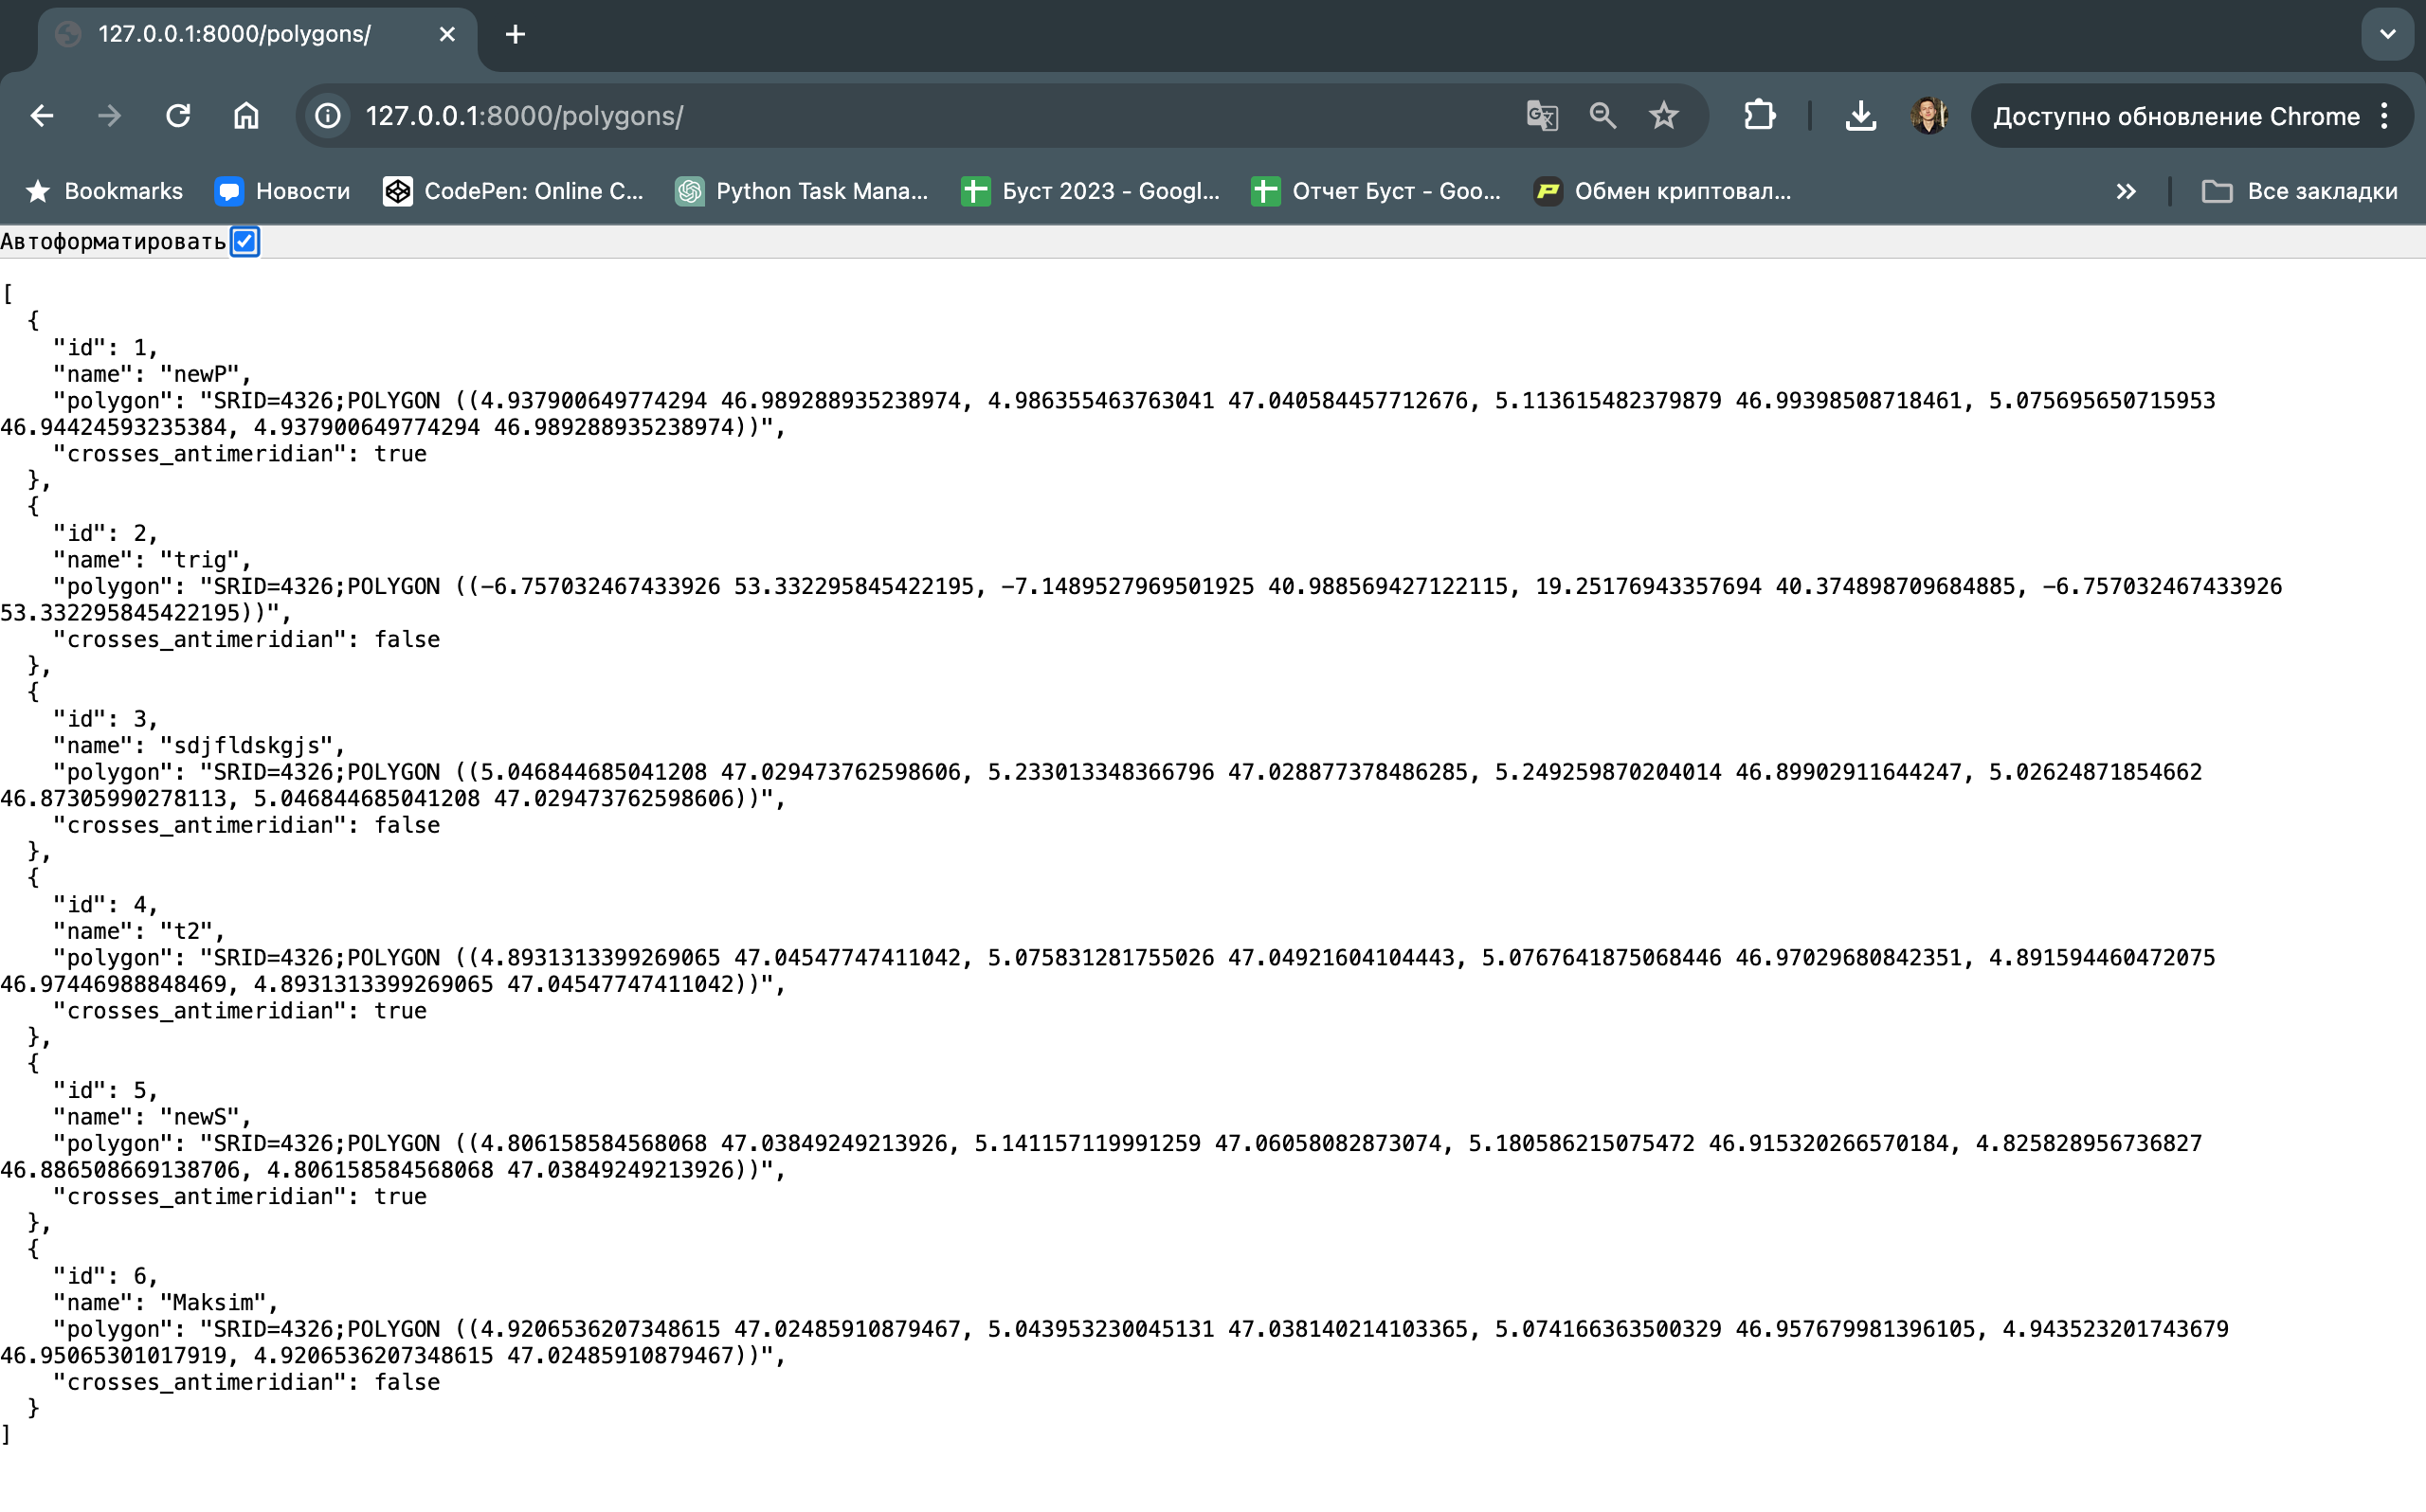 127.0.0.1:8000/polygons/
127.0.0.1:8000/polygons/
Доступно обновление Chrome
Bookmarks Новости CodePen: Online C... Python Task Mana... Буст 2023 - Googl... Отчет Буст - Goo... Обмен криптовал... Все закладки
Автоформатировать
[
  {
    "id": 1,
    "name": "newP",
    "polygon": "SRID=4326;POLYGON ((4.937900649774294 46.989288935238974, 4.986355463763041 47.040584457712676, 5.113615482379879 46.99398508718461, 5.075695650715953
46.94424593235384, 4.937900649774294 46.989288935238974))",
    "crosses_antimeridian": true
  },
  {
    "id": 2,
    "name": "trig",
    "polygon": "SRID=4326;POLYGON ((-6.757032467433926 53.332295845422195, -7.1489527969501925 40.988569427122115, 19.25176943357694 40.374898709684885, -6.757032467433926
53.332295845422195))",
    "crosses_antimeridian": false
  },
  {
    "id": 3,
    "name": "sdjfldskgjs",
    "polygon": "SRID=4326;POLYGON ((5.046844685041208 47.029473762598606, 5.233013348366796 47.028877378486285, 5.249259870204014 46.89902911644247, 5.02624871854662
46.87305990278113, 5.046844685041208 47.029473762598606))",
    "crosses_antimeridian": false
  },
  {
    "id": 4,
    "name": "t2",
    "polygon": "SRID=4326;POLYGON ((4.8931313399269065 47.04547747411042, 5.075831281755026 47.04921604104443, 5.0767641875068446 46.97029680842351, 4.891594460472075
46.97446988848469, 4.8931313399269065 47.04547747411042))",
    "crosses_antimeridian": true
  },
  {
    "id": 5,
    "name": "newS",
    "polygon": "SRID=4326;POLYGON ((4.806158584568068 47.03849249213926, 5.141157119991259 47.06058082873074, 5.180586215075472 46.915320266570184, 4.825828956736827
46.886508669138706, 4.806158584568068 47.03849249213926))",
    "crosses_antimeridian": true
  },
  {
    "id": 6,
    "name": "Maksim",
    "polygon": "SRID=4326;POLYGON ((4.9206536207348615 47.02485910879467, 5.043953230045131 47.038140214103365, 5.074166363500329 46.957679981396105, 4.943523201743679
46.95065301017919, 4.9206536207348615 47.02485910879467))",
    "crosses_antimeridian": false
  }
]